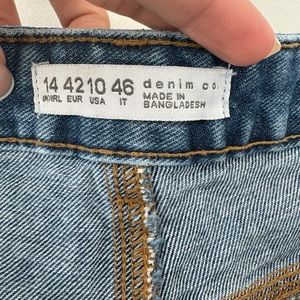 14 42 10 46 denim co.
UK/IRL EUR USA IT MADE IN
BANGLADESH